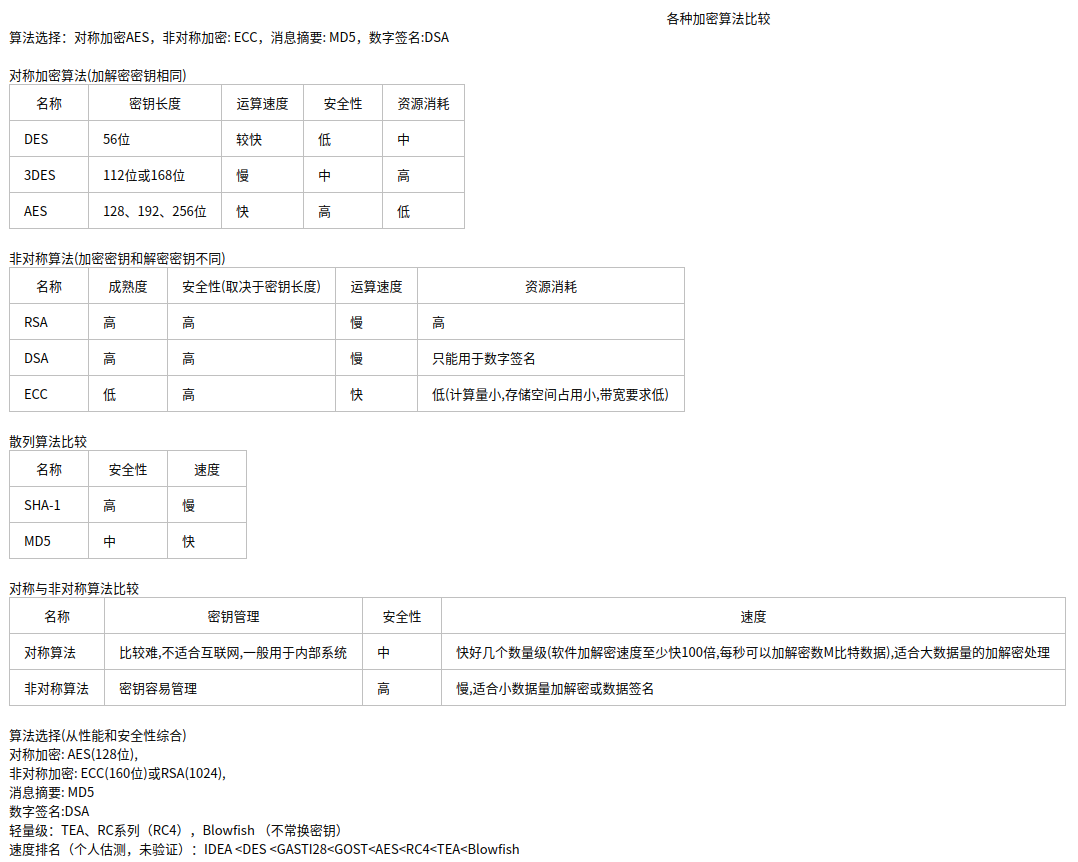 各种加密算法比较
算法选择：对称加密AES，非对称加密: ECC，消息摘要: MD5，数字签名:DSA
对称加密算法(加解密密钥相同)
名称 密钥长度 运算速度 安全性 资源消耗
DES 56位 较快 低 中
3DES 112位或168位 慢 中 高
AES 128、192、256位 快 高 低
非对称算法(加密密钥和解密密钥不同)
名称 成熟度 安全性(取决于密钥长度) 运算速度 资源消耗
RSA 高 高 慢 高
DSA 高 高 慢 只能用于数字签名
ECC 低 高 快 低(计算量小,存储空间占用小,带宽要求低)
散列算法比较
名称 安全性 速度
SHA-1 高 慢
MD5 中 快
对称与非对称算法比较
名称 密钥管理 安全性 速度
对称算法 比较难,不适合互联网,一般用于内部系统 中 快好几个数量级(软件加解密速度至少快100倍,每秒可以加解密数M比特数据),适合大数据量的加解密处理
非对称算法 密钥容易管理 高 慢,适合小数据量加解密或数据签名
算法选择(从性能和安全性综合)
对称加密: AES(128位),
非对称加密: ECC(160位)或RSA(1024),
消息摘要: MD5
数字签名:DSA
轻量级：TEA、RC系列（RC4），Blowfish （不常换密钥）
速度排名（个人估测，未验证）：IDEA <DES <GASTI28<GOST<AES<RC4<TEA<Blowfish